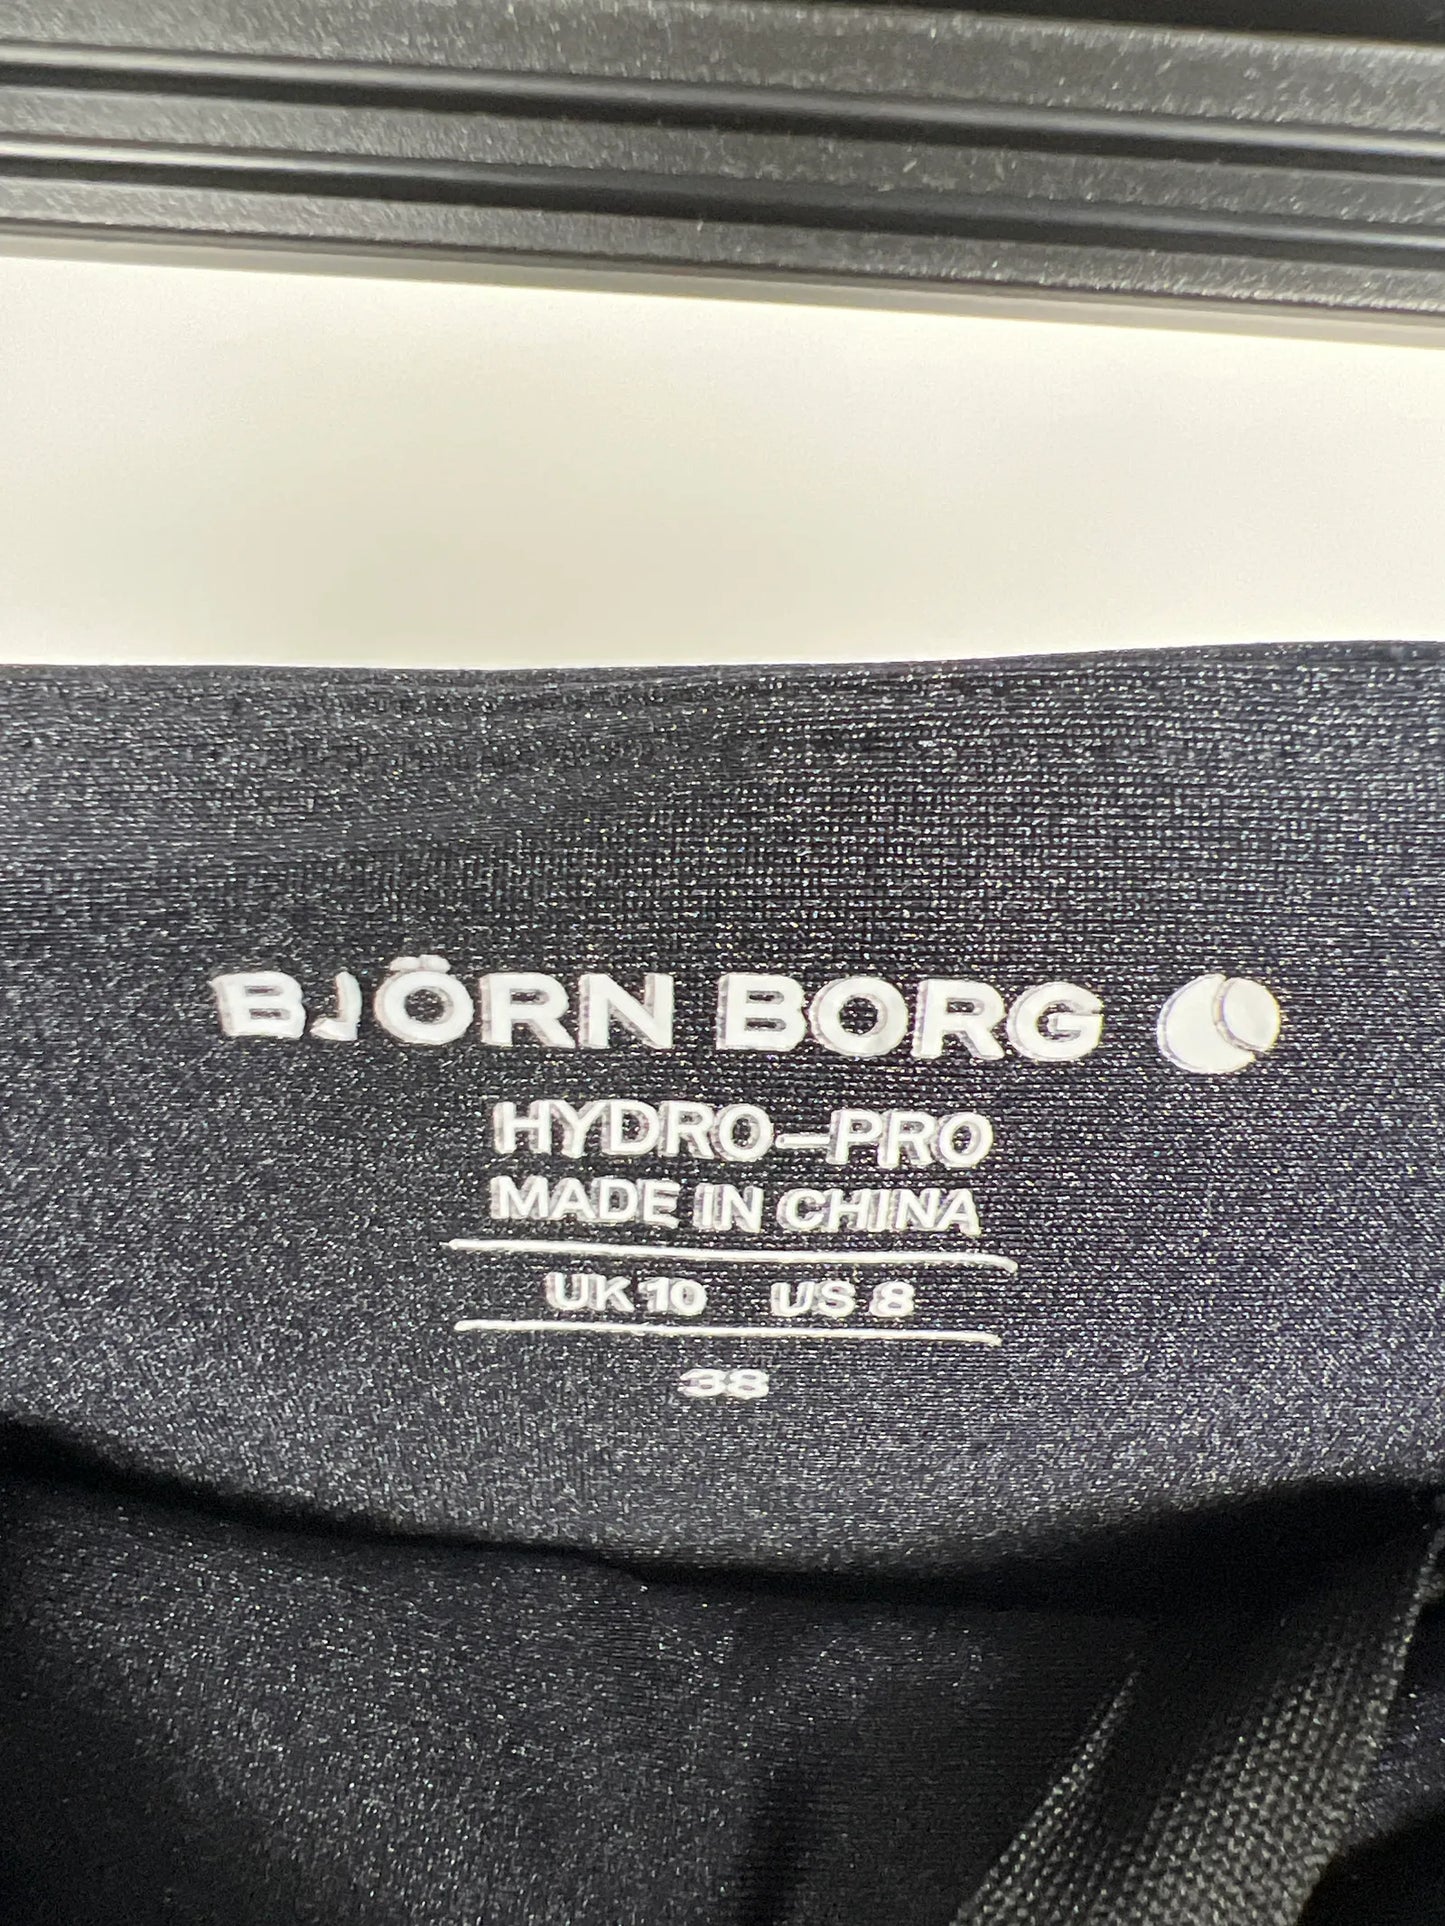 BJÖRN BORG
HYDRO-PRO
MADE IN CHINA
UK 10 US 8
38